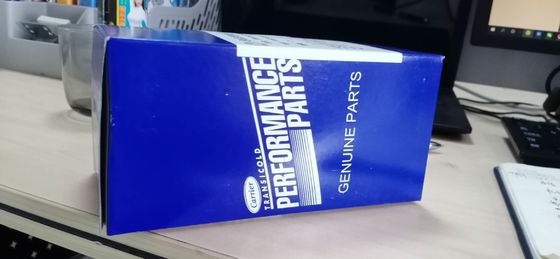 Carrier
TRANSICOLD
PERFORMANCE
PARTS
GENUINE PARTS